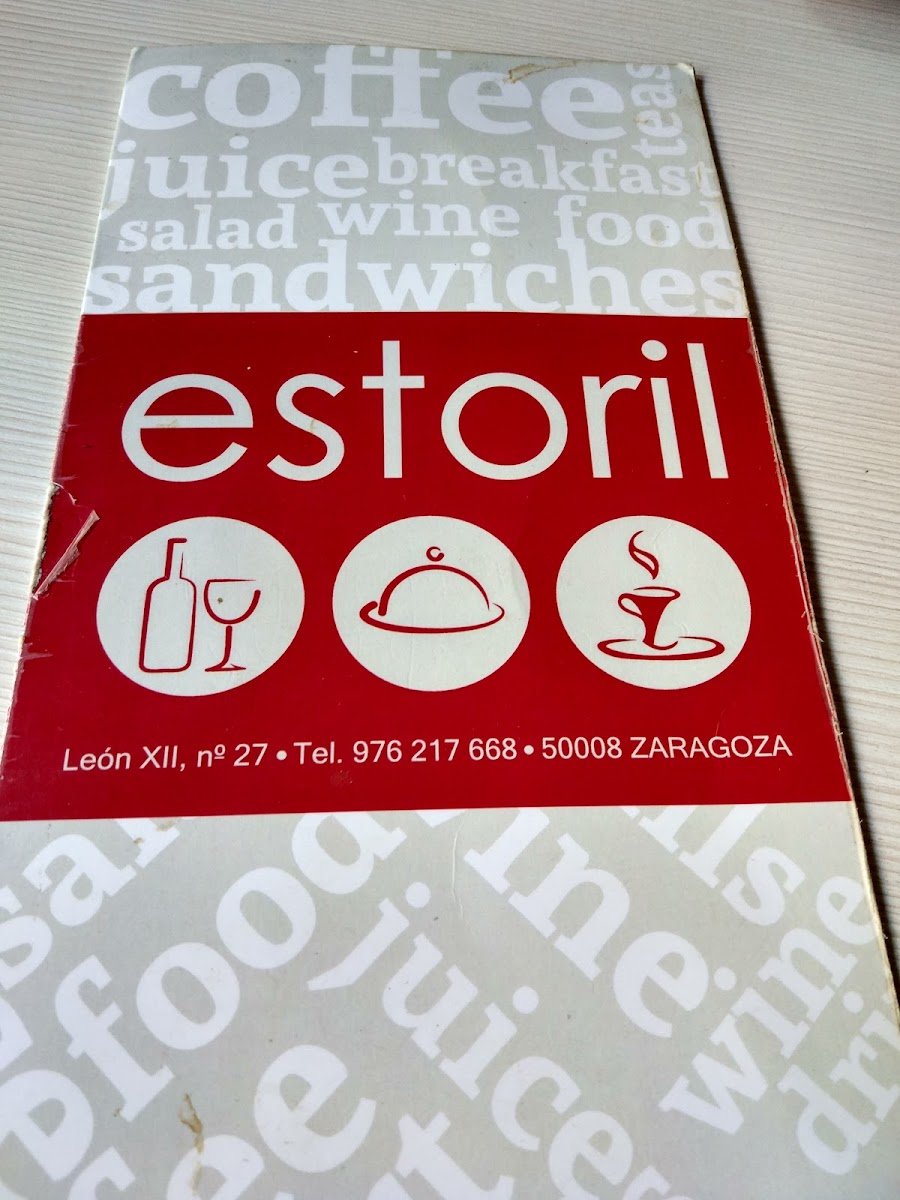 coffee
teas
juice breakfast
salad wine food
sandwiches
estoril
León XII, nº 27 • Tel. 976 217 668 • 50008 ZARAGOZA
food
juice
wine